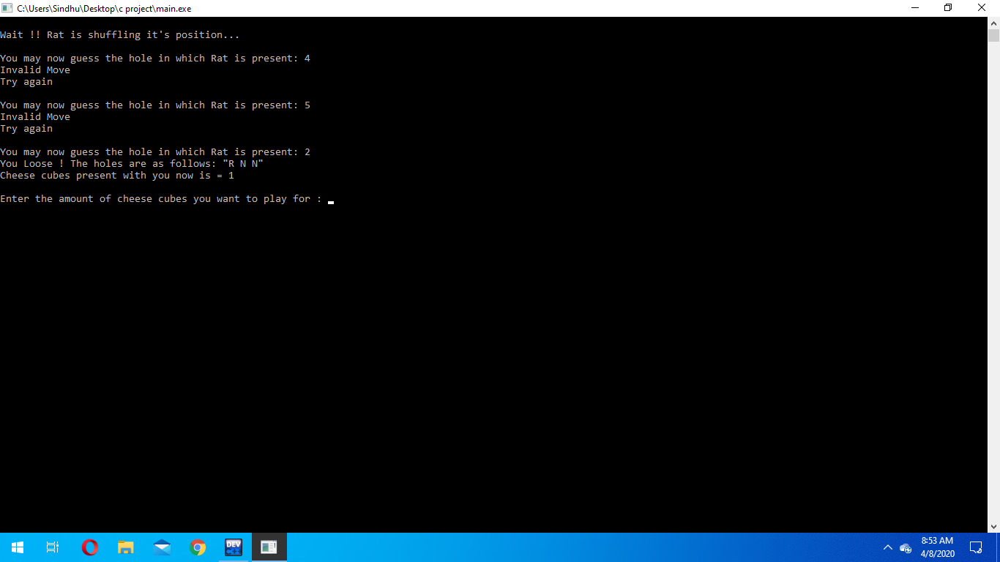 C:\Users\Sindhu\Desktop\c project\main.exe
Wait !! Rat is shuffling it's position...
You may now guess the hole in which Rat is present: 4
Invalid Move
Try again
You may now guess the hole in which Rat is present: 5
Invalid Move
Try again
You may now guess the hole in which Rat is present: 2
You Loose ! The holes are as follows: "R N N"
Cheese cubes present with you now is = 1
Enter the amount of cheese cubes you want to play for :
DEV
C++
8:53 AM
4/8/2020